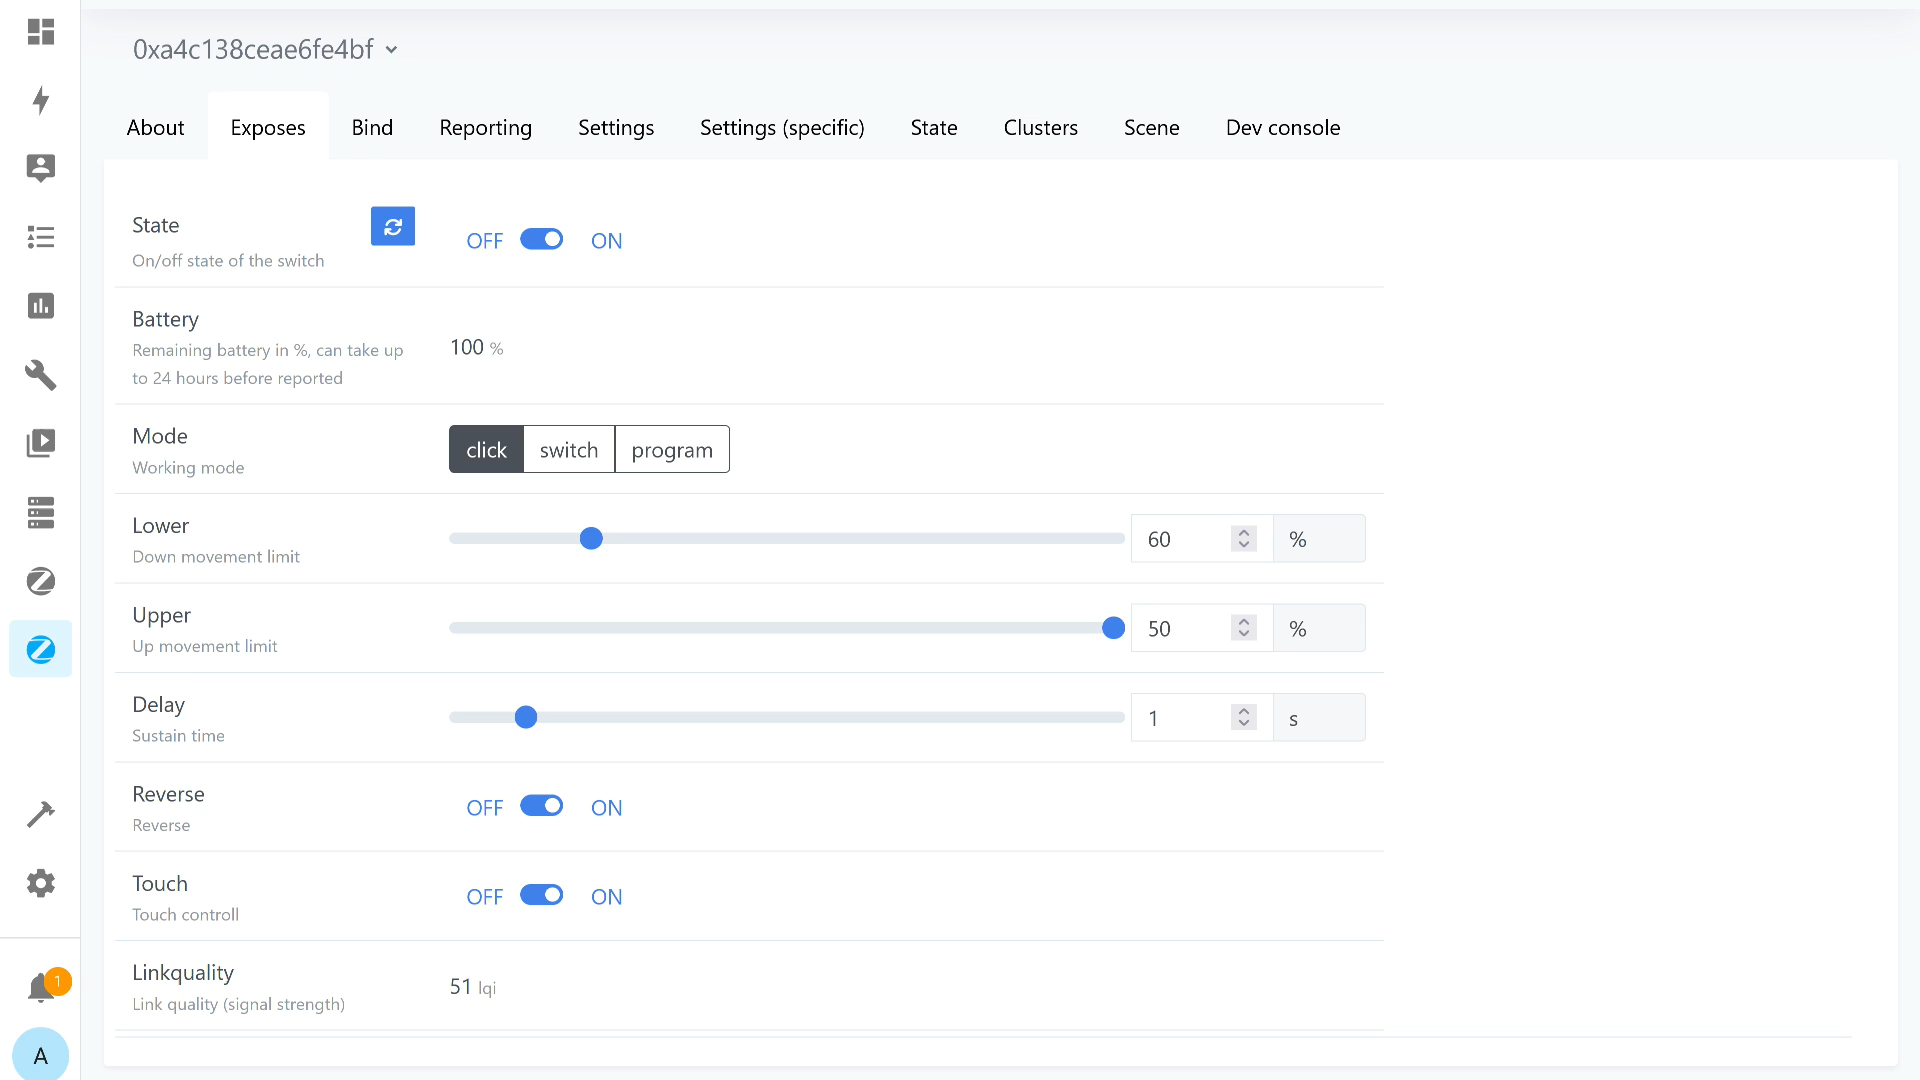 0xa4c138ceae6fe4bf
About Exposes Bind Reporting Settings Settings (specific) State Clusters Scene Dev console
State
On/off state of the switch
OFF ON
Battery
Remaining battery in %, can take up
to 24 hours before reported
100 %
Mode
Working mode
click switch program
Lower
Down movement limit
60 %
Upper
Up movement limit
50 %
Delay
Sustain time
1 s
Reverse
Reverse
OFF ON
Touch
Touch controll
OFF ON
Linkquality
Link quality (signal strength)
51 lqi
1
A